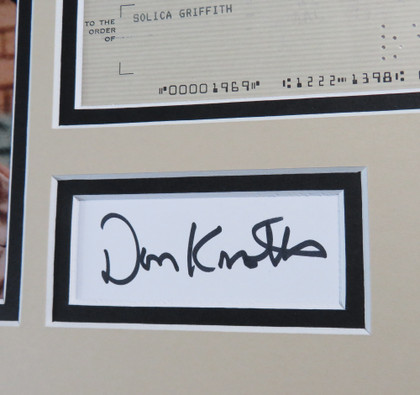 TO THE
ORDER
OF
SOLICA GRIFFITH
⑈00001969⑈ ⑆1222⑉1398⑆
Don Knotts